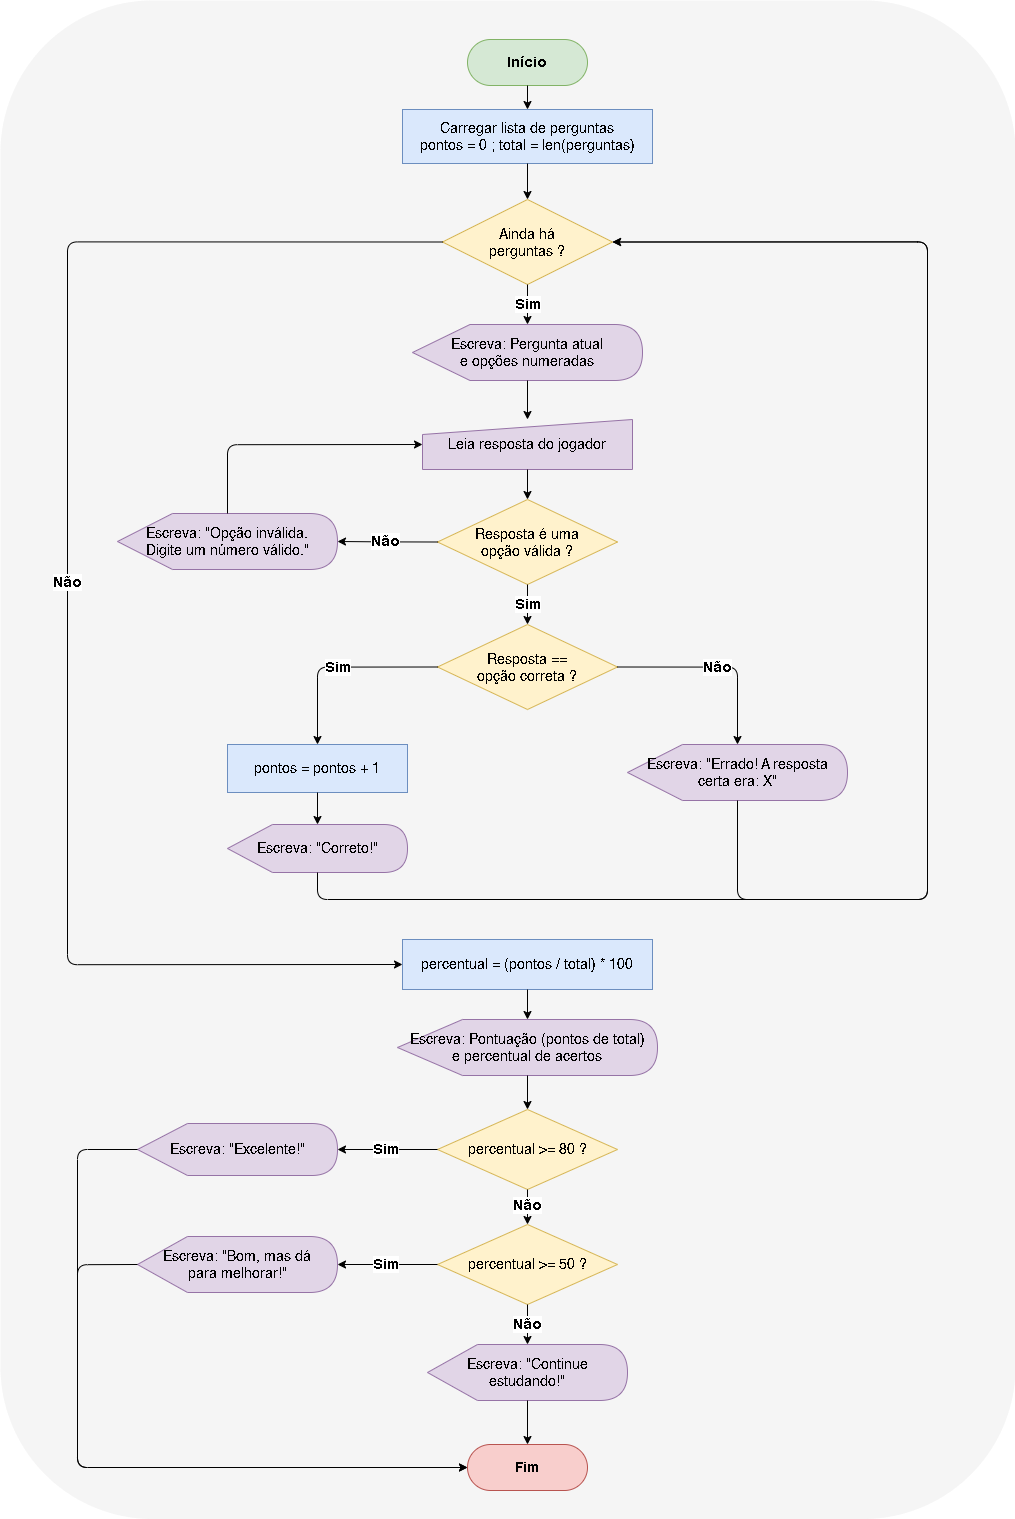 Início
Carregar lista de perguntas
pontos = 0 ; total = len(perguntas)
Ainda há
perguntas ?
Sim
Escreva: Pergunta atual
e opções numeradas
Leia resposta do jogador
Escreva: "Opção inválida.
Digite um número válido."
Não
Resposta é uma
opção válida ?
Não
Sim
Sim
Resposta ==
opção correta ?
Não
pontos = pontos + 1
Escreva: "Errado! A resposta
certa era: X"
Escreva: "Correto!"
percentual = (pontos / total) * 100
Escreva: Pontuação (pontos de total)
e percentual de acertos
Escreva: "Excelente!"
Sim
percentual >= 80 ?
Não
Escreva: "Bom, mas dá
para melhorar!"
Sim
percentual >= 50 ?
Não
Escreva: "Continue
estudando!"
Fim